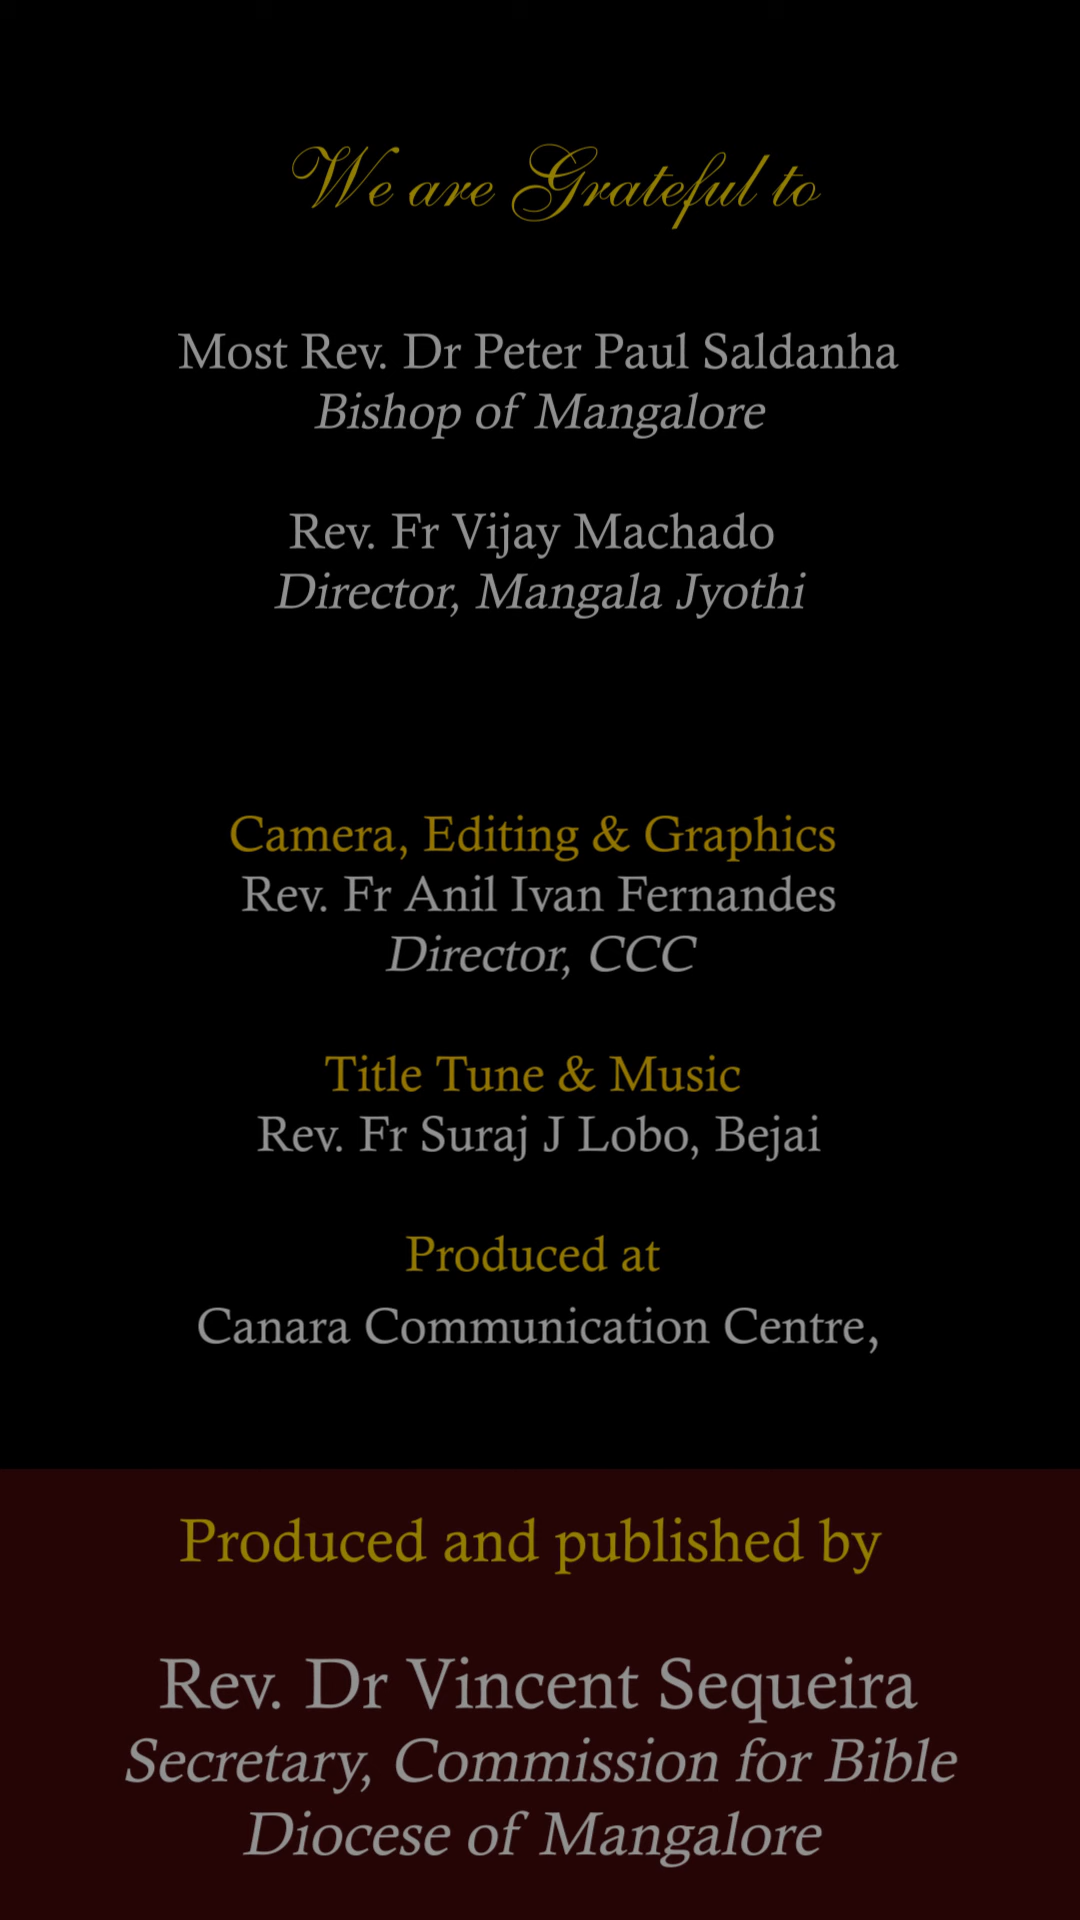 We are Grateful to
Most Rev. Dr Peter Paul Saldanha
Bishop of Mangalore
Rev. Fr Vijay Machado
Director, Mangala Jyothi
Camera, Editing & Graphics
Rev. Fr Anil Ivan Fernandes
Director, CCC
Title Tune & Music
Rev. Fr Suraj J Lobo, Bejai
Produced at
Canara Communication Centre,
Produced and published by
Rev. Dr Vincent Sequeira
Secretary, Commission for Bible
Diocese of Mangalore